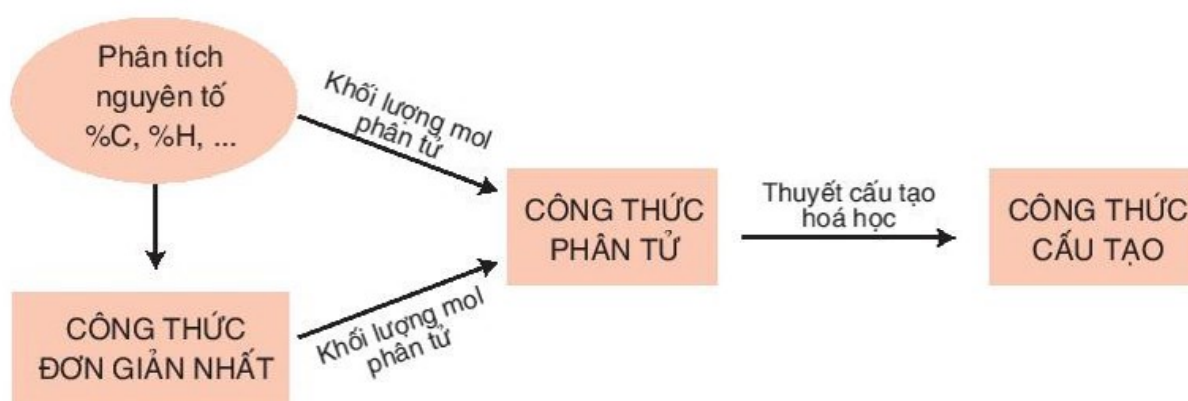 Phân tích
nguyên tố
%C, %H, ...
Khối lượng mol
phân tử
CÔNG THỨC
ĐƠN GIẢN NHẤT
Khối lượng mol
phân tử
CÔNG THỨC
PHÂN TỬ
Thuyết cấu tạo
hoá học
CÔNG THỨC
CẤU TẠO